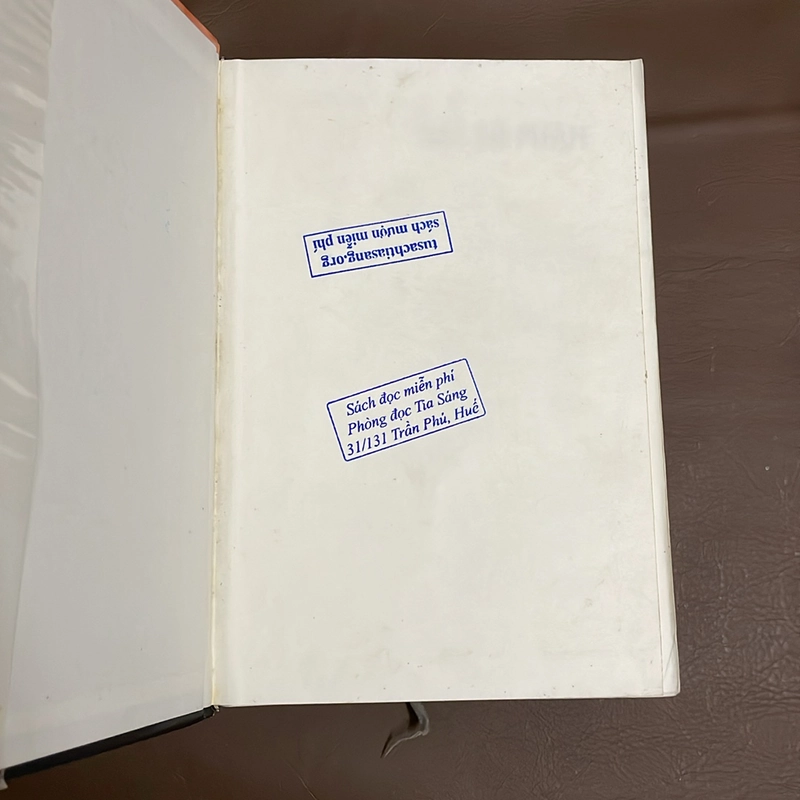 tusachtiasang.org
sách mượn miễn phí
Sách đọc miễn phí
Phòng đọc Tia Sáng
31/131 Trần Phú, Huế